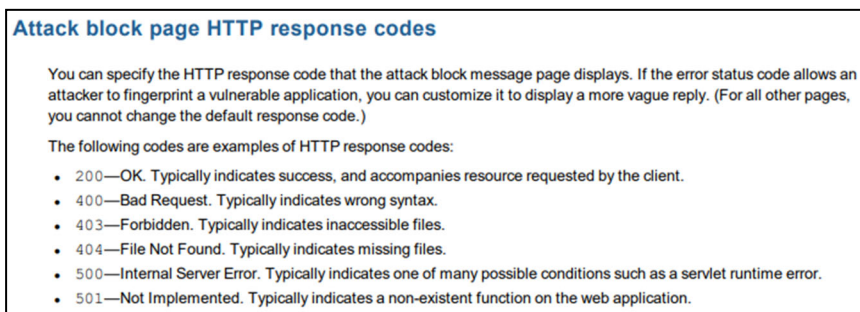 Attack block page HTTP response codes
You can specify the HTTP response code that the attack block message page displays. If the error status code allows an
attacker to fingerprint a vulnerable application, you can customize it to display a more vague reply. (For all other pages,
you cannot change the default response code.)
The following codes are examples of HTTP response codes:
• 200—OK. Typically indicates success, and accompanies resource requested by the client.
• 400—Bad Request. Typically indicates wrong syntax.
• 403—Forbidden. Typically indicates inaccessible files.
• 404—File Not Found. Typically indicates missing files.
• 500—Internal Server Error. Typically indicates one of many possible conditions such as a servlet runtime error.
• 501—Not Implemented. Typically indicates a non-existent function on the web application.